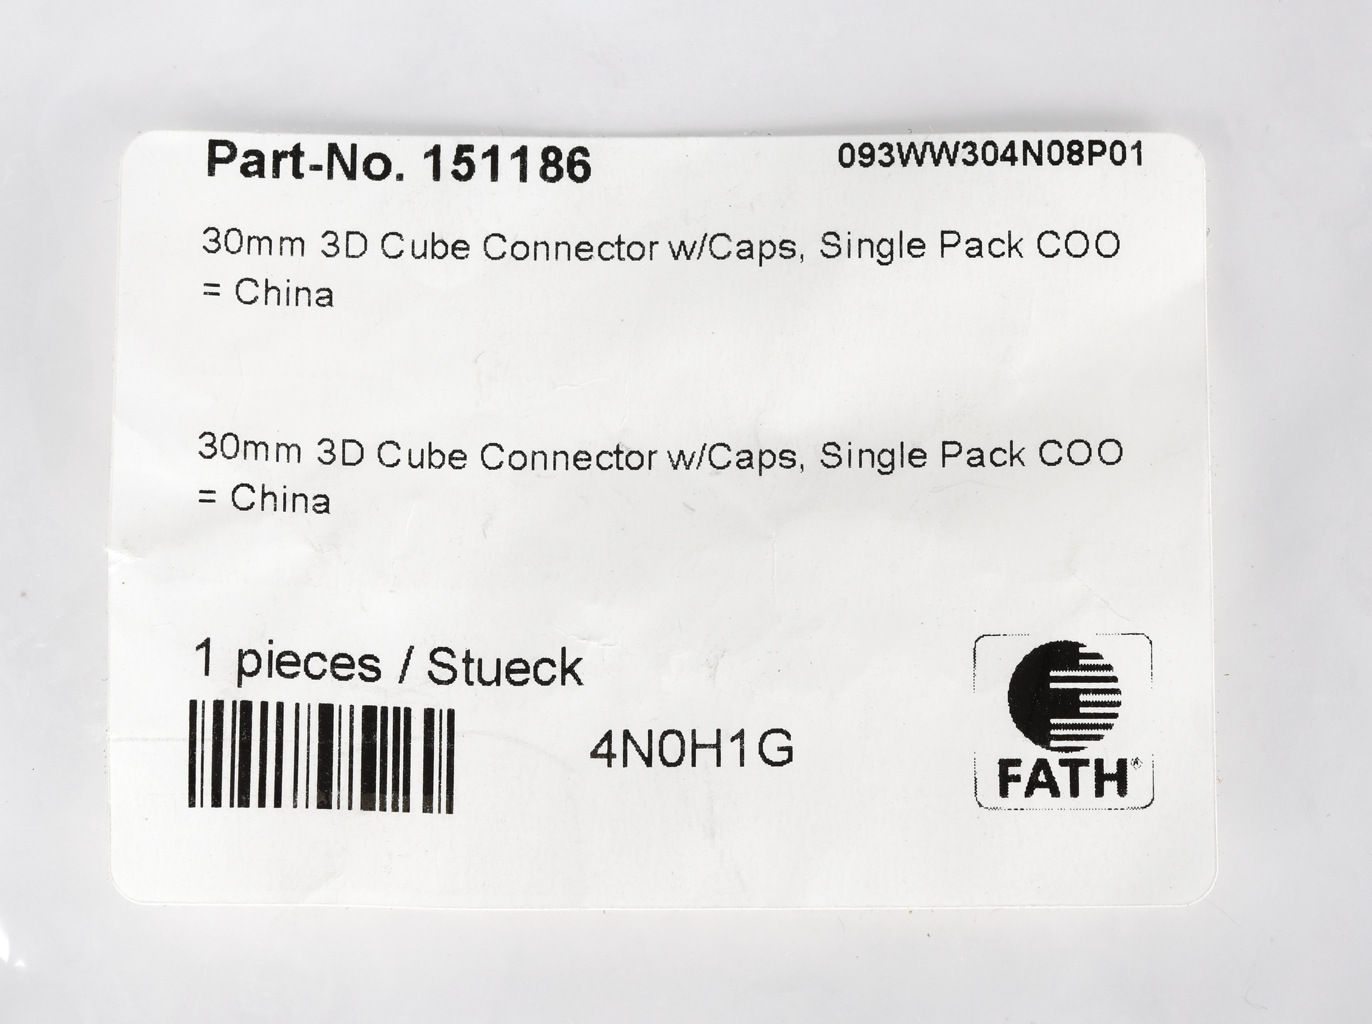 Part-No. 151186
093WW304N08P01
30mm 3D Cube Connector w/Caps, Single Pack COO
= China
30mm 3D Cube Connector w/Caps, Single Pack COO
= China
1 pieces / Stueck
4N0H1G
FATH®